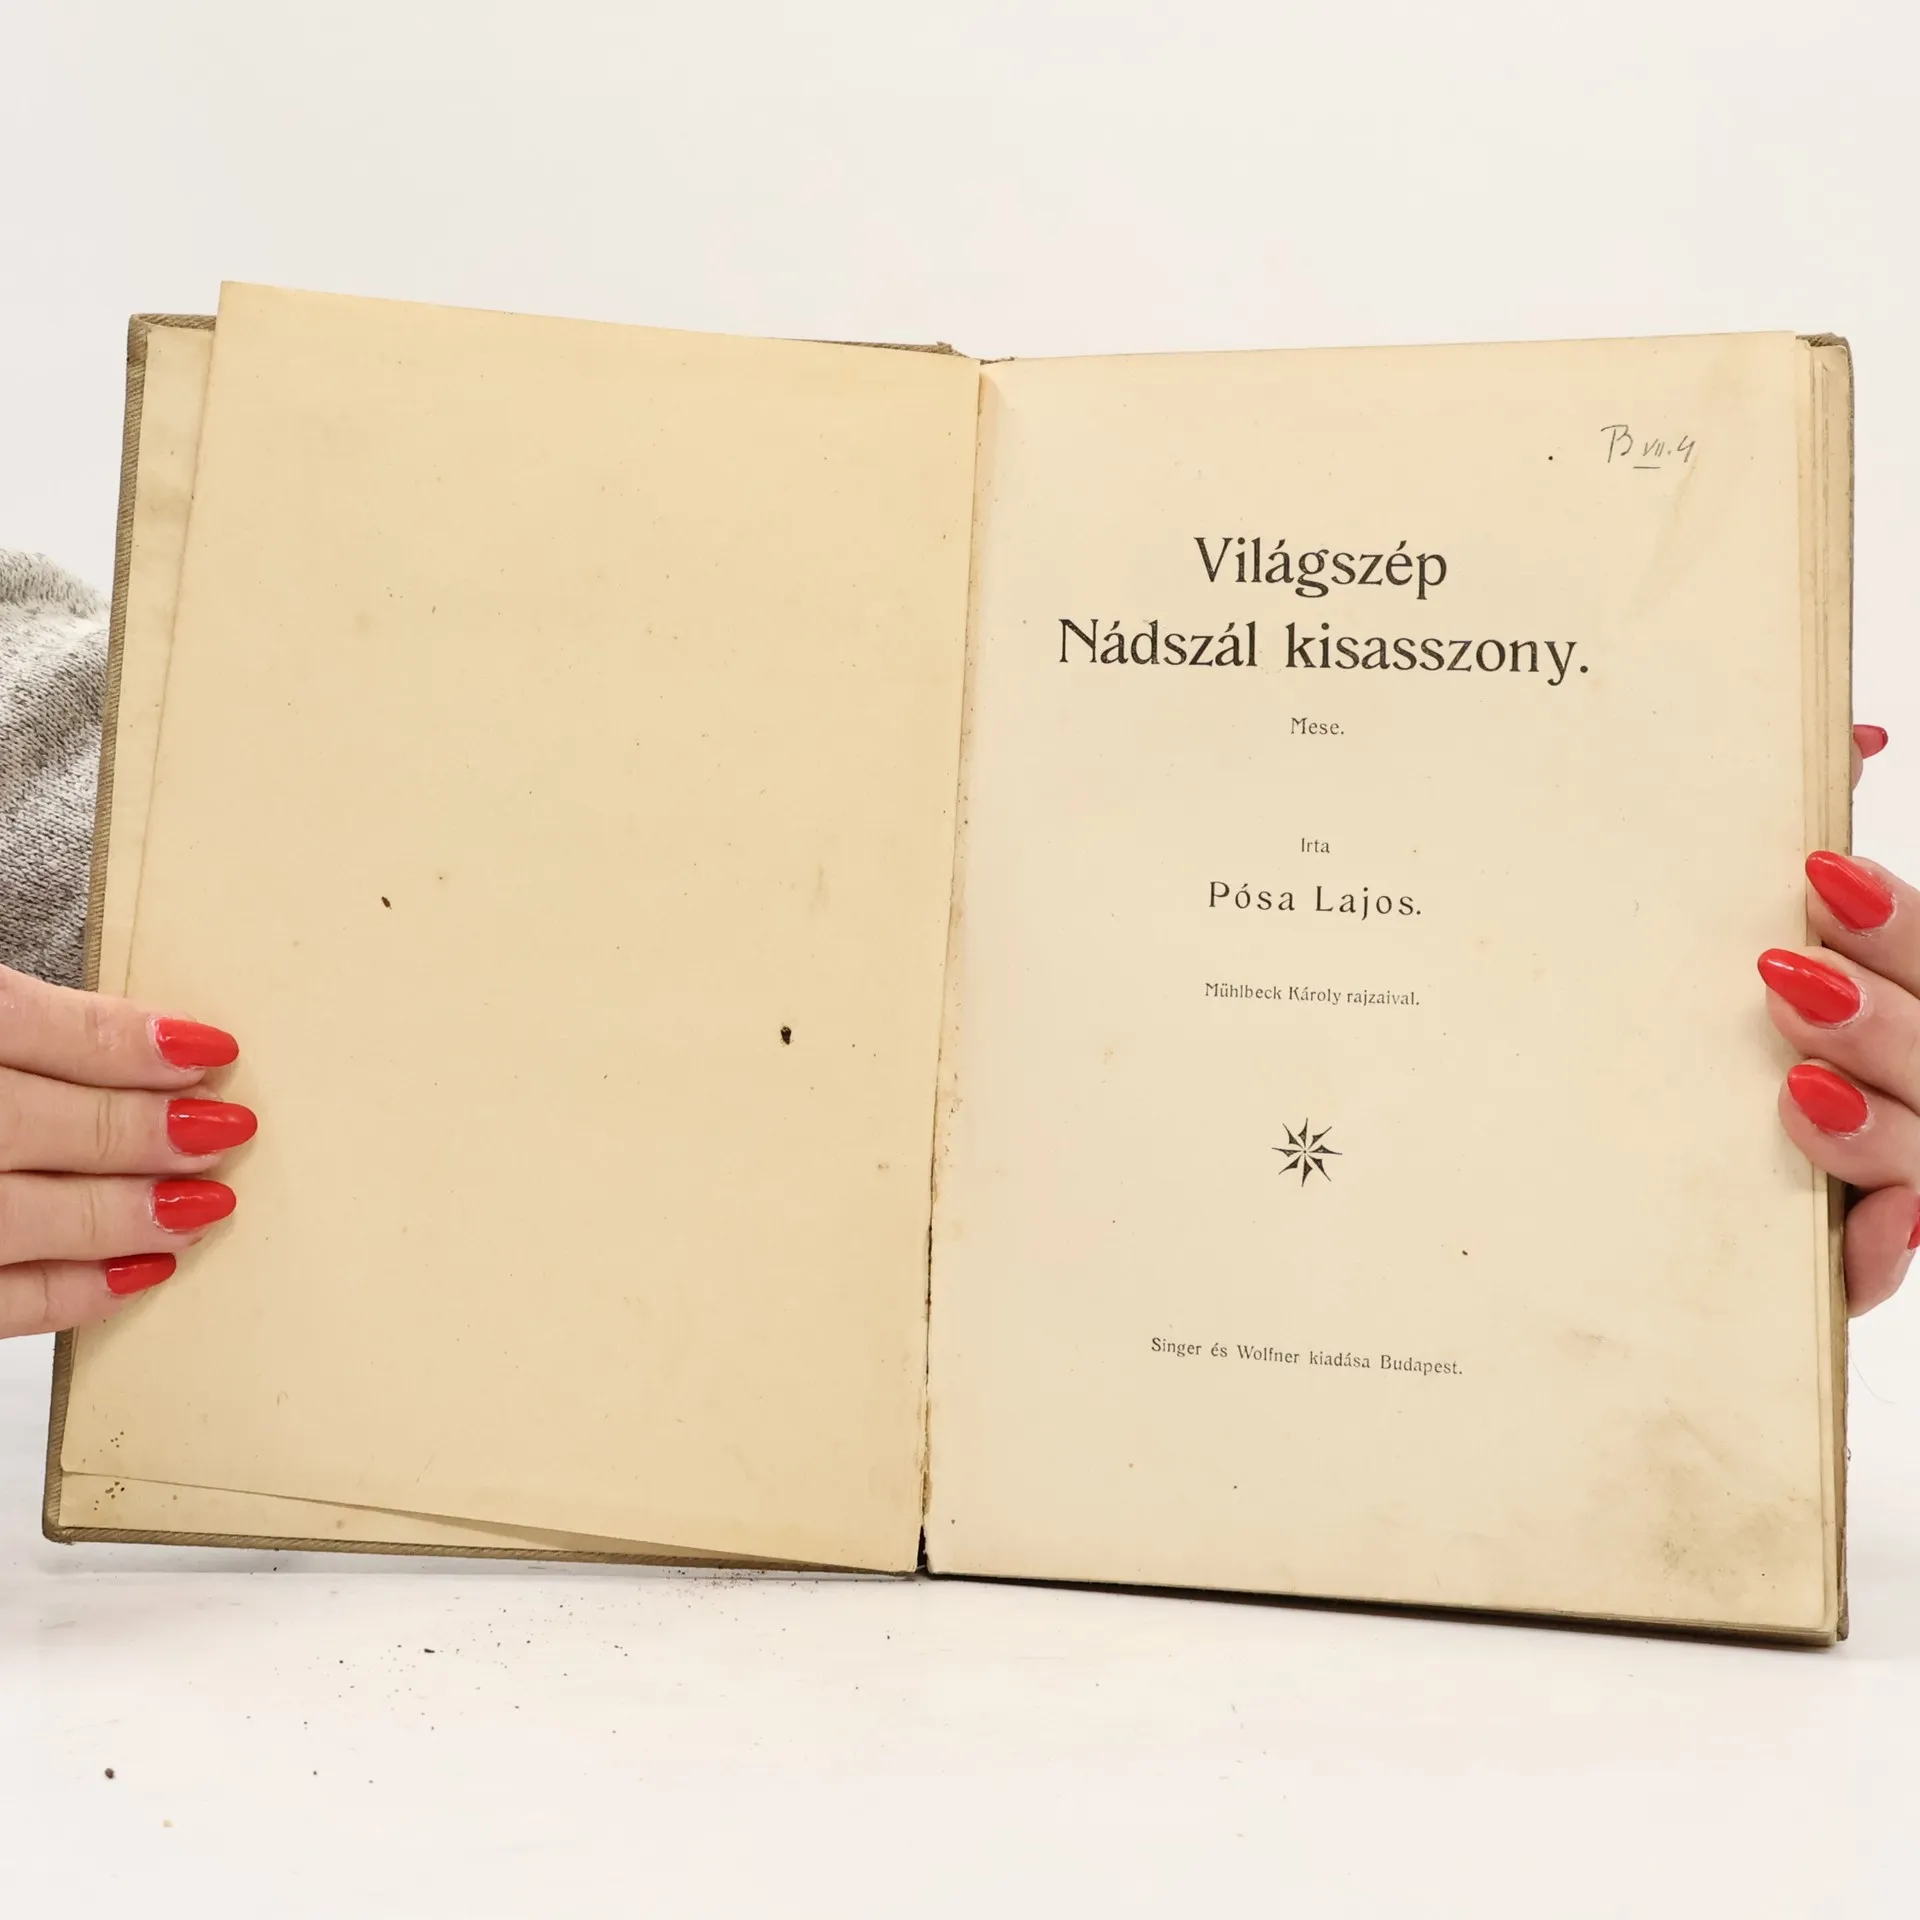 B VII.4
Világszép
Nádszál kisasszony.
Mese.
Irta
Pósa Lajos.
Mühlbeck Károly rajzaival.
Singer és Wolfner kiadása Budapest.